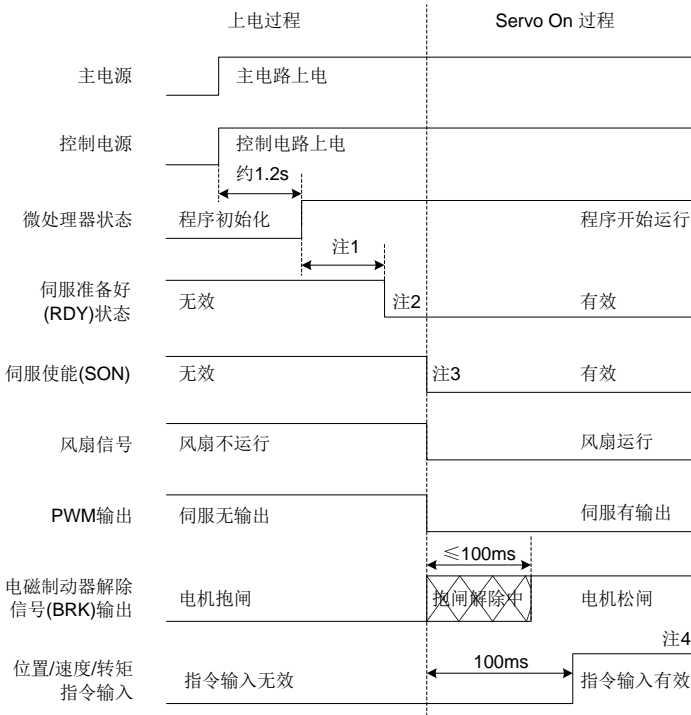 上电过程
Servo On 过程
主电源
主电路上电
控制电源
控制电路上电
约1.2s
微处理器状态
程序初始化
程序开始运行
注1
伺服准备好
(RDY)状态
无效
注2
有效
伺服使能(SON)
无效
注3
有效
风扇信号
风扇不运行
风扇运行
PWM输出
伺服无输出
伺服有输出
≤100ms
电磁制动器解除
信号(BRK)输出
电机抱闸
抱闸解除中
电机松闸
注4
位置/速度/转矩
指令输入
指令输入无效
100ms
指令输入有效